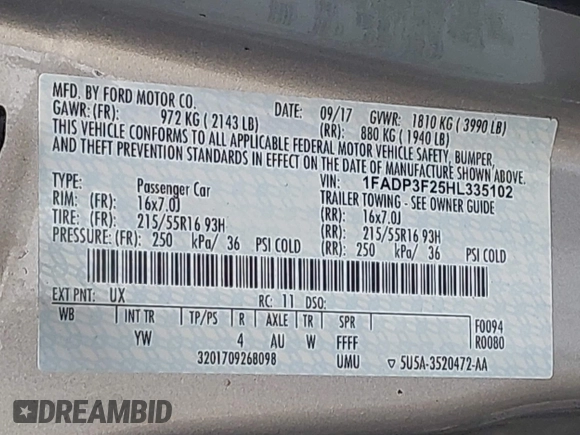 MFD. BY FORD MOTOR CO.
DATE: 09/17 GVWR: 1810 KG ( 3990 LB)
GAWR:(FR): 972 KG ( 2143 LB) (RR): 880 KG ( 1940 LB)
THIS VEHICLE CONFORMS TO ALL APPLICABLE FEDERAL MOTOR VEHICLE SAFETY, BUMPER,
AND THEFT PREVENTION STANDARDS IN EFFECT ON THE DATE OF MANUFACTURE SHOWN ABOVE.
VIN: 1FADP3F25HL335102
TYPE: Passenger Car TRAILER TOWING - SEE OWNER GUIDE
RIM: (FR): 16x7.0J (RR): 16x7.0J
TIRE: (FR): 215/55R16 93H (RR): 215/55R16 93H
PRESSURE: (FR): 250 kPa/ 36 PSI COLD (RR): 250 kPa/ 36 PSI COLD
EXT PNT: UX RC: 11 DSO:
WB INT TR TP/PS R AXLE TR SPR F0094
YW 4 AU W FFFF R0080
3201709268098 UMU ▽ 5U5A-3520472-AA
DREAMBID